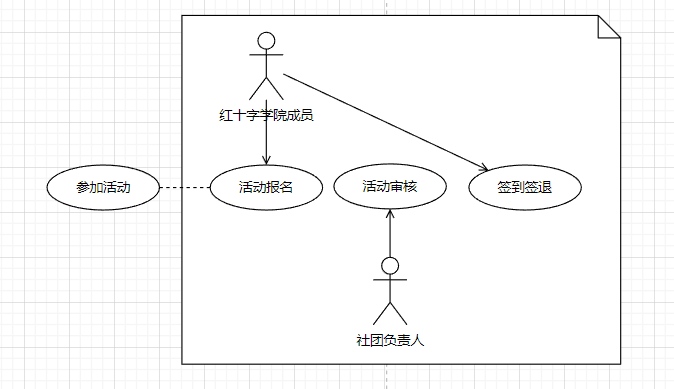 红十字学院成员
参加活动
活动报名
活动审核
签到签退
社团负责人